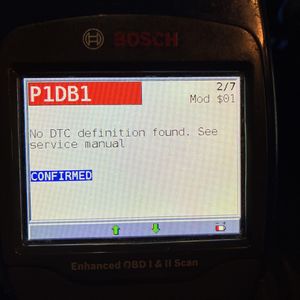 BOSCH
P1DB1
2/7
Mod $01
No DTC definition found. See
service manual
CONFIRMED
Enhanced OBD I & II Scan